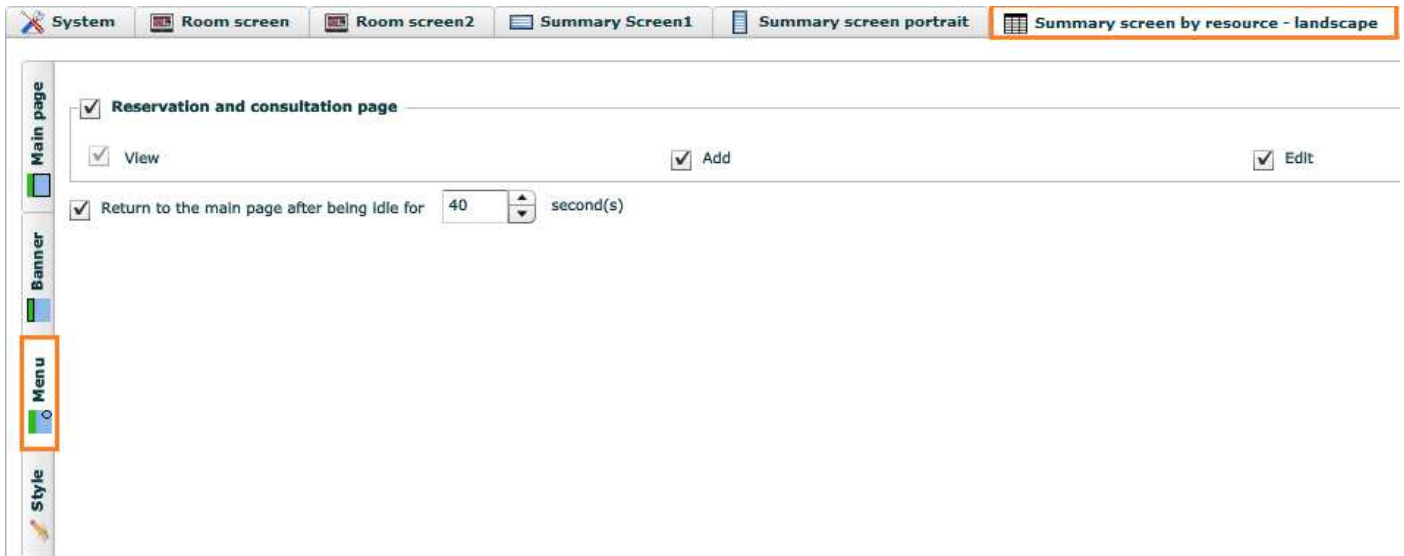 System
Room screen
Room screen2
Summary Screen1
Summary screen portrait
Summary screen by resource - landscape
Main page
Banner
Menu
Style
Reservation and consultation page
View
Add
Edit
Return to the main page after being idle for 40 second(s)